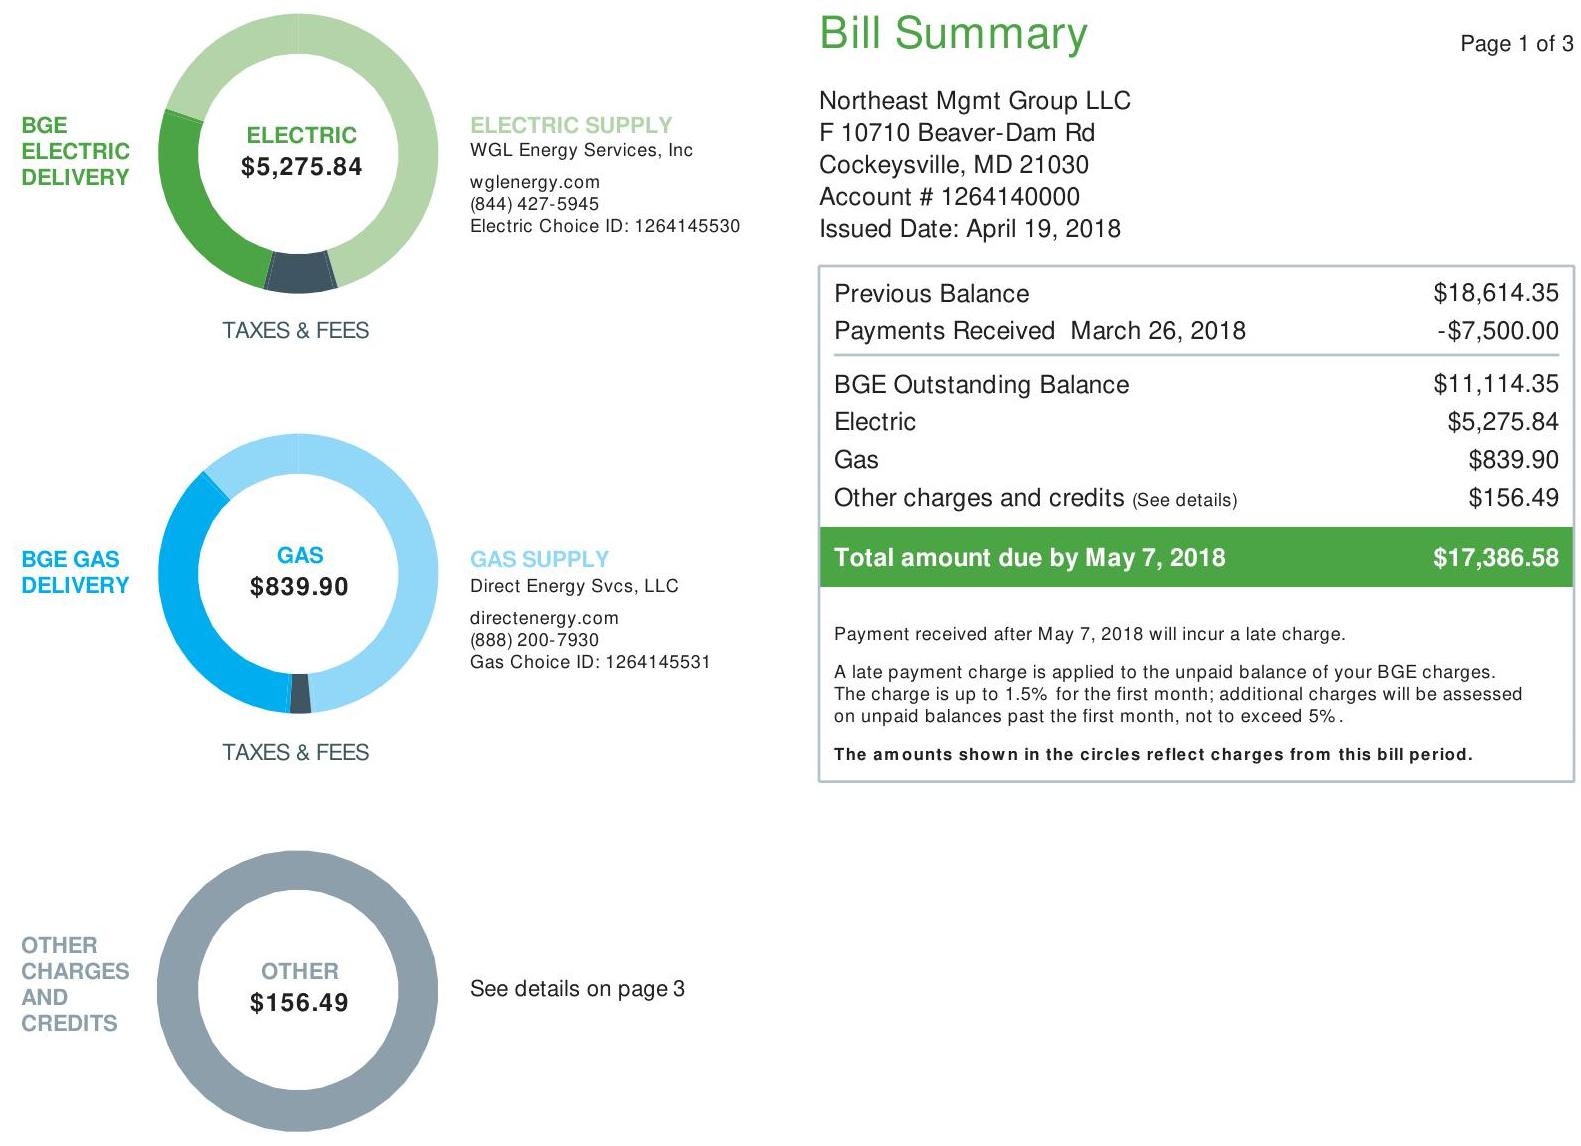 BGE
ELECTRIC
DELIVERY
ELECTRIC
$5,275.84
ELECTRIC SUPPLY
WGL Energy Services, Inc
wglenergy.com
(844) 427-5945
Electric Choice ID: 1264145530
TAXES & FEES
BGE GAS
DELIVERY
GAS
$839.90
GAS SUPPLY
Direct Energy Svcs, LLC
directenergy.com
(888) 200-7930
Gas Choice ID: 1264145531
TAXES & FEES
OTHER
CHARGES
AND
CREDITS
OTHER
$156.49
See details on page 3
Bill Summary
Page 1 of 3
Northeast Mgmt Group LLC
F 10710 Beaver-Dam Rd
Cockeysville, MD 21030
Account # 1264140000
Issued Date: April 19, 2018
Previous Balance $18,614.35
Payments Received March 26, 2018 -$7,500.00
BGE Outstanding Balance $11,114.35
Electric $5,275.84
Gas $839.90
Other charges and credits (See details) $156.49
Total amount due by May 7, 2018 $17,386.58
Payment received after May 7, 2018 will incur a late charge.
A late payment charge is applied to the unpaid balance of your BGE charges.
The charge is up to 1.5% for the first month; additional charges will be assessed
on unpaid balances past the first month, not to exceed 5%.
The amounts shown in the circles reflect charges from this bill period.